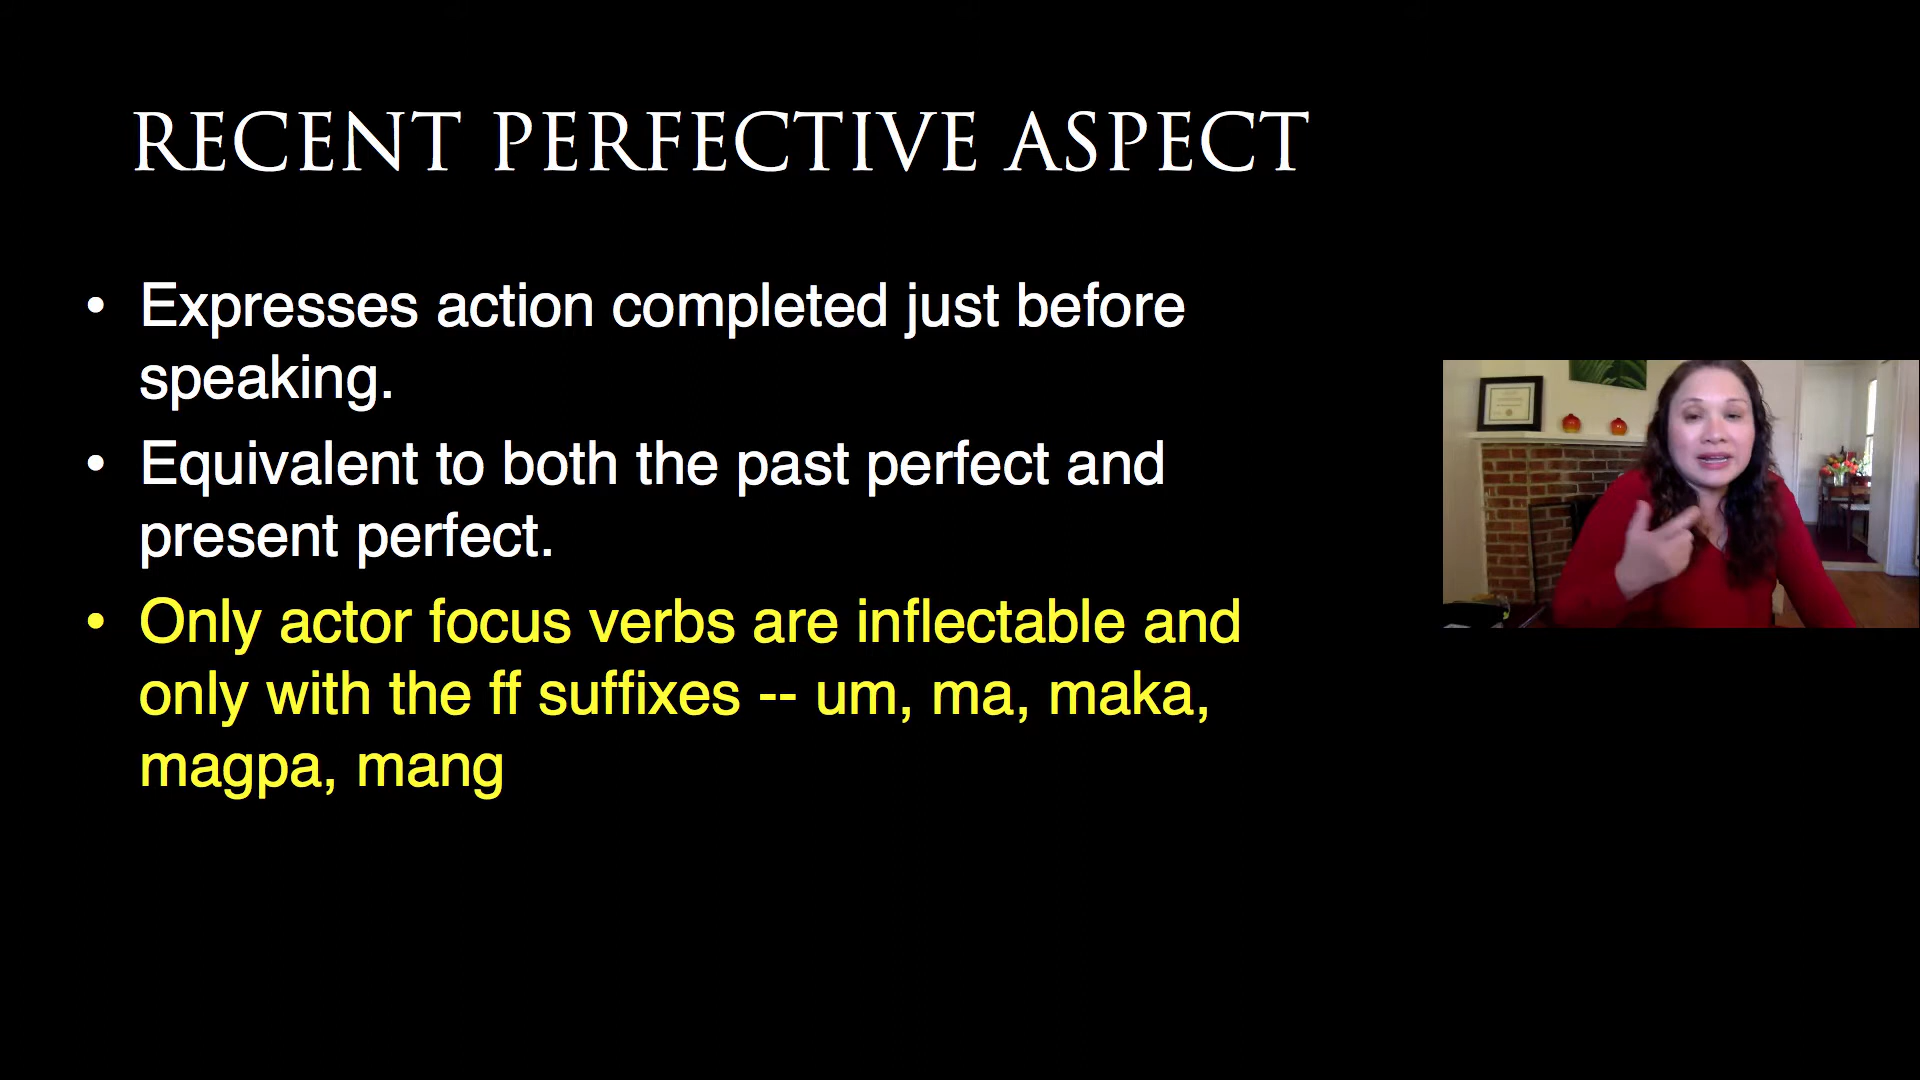 RECENT PERFECTIVE ASPECT
• Expresses action completed just before
speaking.
• Equivalent to both the past perfect and
present perfect.
• Only actor focus verbs are inflectable and
only with the ff suffixes -- um, ma, maka,
magpa, mang